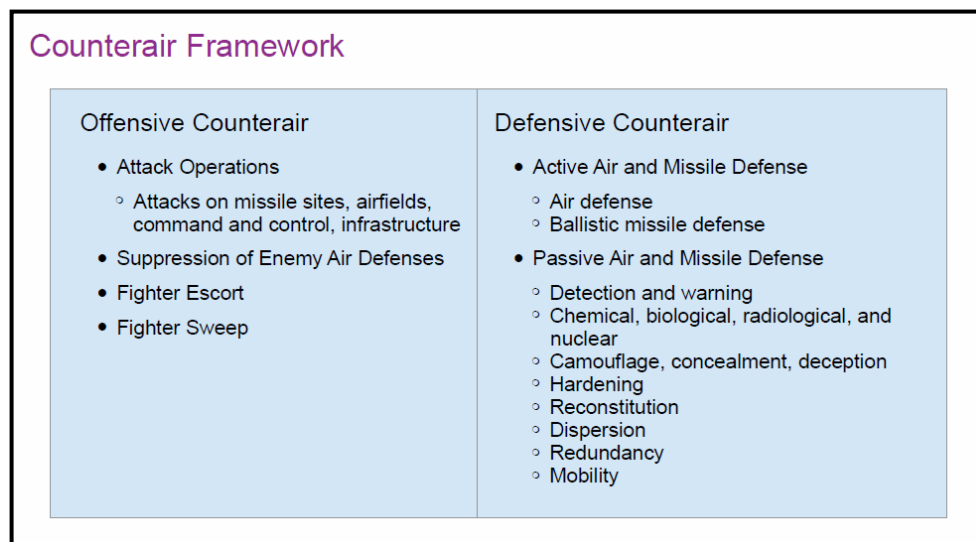 Counterair Framework
Offensive Counterair
• Attack Operations
◦ Attacks on missile sites, airfields,
command and control, infrastructure
• Suppression of Enemy Air Defenses
• Fighter Escort
• Fighter Sweep
Defensive Counterair
• Active Air and Missile Defense
◦ Air defense
◦ Ballistic missile defense
• Passive Air and Missile Defense
◦ Detection and warning
◦ Chemical, biological, radiological, and
nuclear
◦ Camouflage, concealment, deception
◦ Hardening
◦ Reconstitution
◦ Dispersion
◦ Redundancy
◦ Mobility